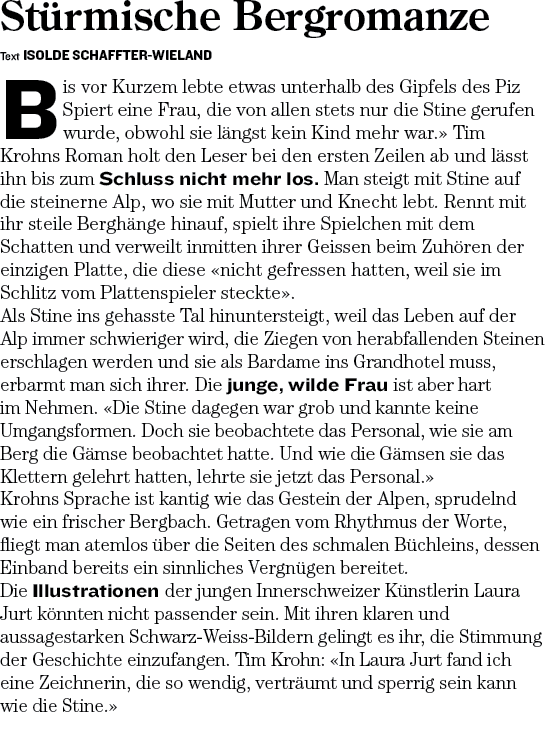 Stürmische Bergromanze
Text ISOLDE SCHAFFTER-WIELAND
Bis vor Kurzem lebte etwas unterhalb des Gipfels des Piz
Spiert eine Frau, die von allen stets nur die Stine gerufen
wurde, obwohl sie längst kein Kind mehr war.» Tim
Krohns Roman holt den Leser bei den ersten Zeilen ab und lässt
ihn bis zum Schluss nicht mehr los. Man steigt mit Stine auf
die steinerne Alp, wo sie mit Mutter und Knecht lebt. Rennt mit
ihr steile Berghänge hinauf, spielt ihre Spielchen mit dem
Schatten und verweilt inmitten ihrer Geissen beim Zuhören der
einzigen Platte, die diese «nicht gefressen hatten, weil sie im
Schlitz vom Plattenspieler steckte».
Als Stine ins gehasste Tal hinuntersteigt, weil das Leben auf der
Alp immer schwieriger wird, die Ziegen von herabfallenden Steinen
erschlagen werden und sie als Bardame ins Grandhotel muss,
erbarmt man sich ihrer. Die junge, wilde Frau ist aber hart
im Nehmen. «Die Stine dagegen war grob und kannte keine
Umgangsformen. Doch sie beobachtete das Personal, wie sie am
Berg die Gämse beobachtet hatte. Und wie die Gämsen sie das
Klettern gelehrt hatten, lehrte sie jetzt das Personal.»
Krohns Sprache ist kantig wie das Gestein der Alpen, sprudelnd
wie ein frischer Bergbach. Getragen vom Rhythmus der Worte,
fliegt man atemlos über die Seiten des schmalen Büchleins, dessen
Einband bereits ein sinnliches Vergnügen bereitet.
Die Illustrationen der jungen Innerschweizer Künstlerin Laura
Jurt könnten nicht passender sein. Mit ihren klaren und
aussagestarken Schwarz-Weiss-Bildern gelingt es ihr, die Stimmung
der Geschichte einzufangen. Tim Krohn: «In Laura Jurt fand ich
eine Zeichnerin, die so wendig, verträumt und sperrig sein kann
wie die Stine.»